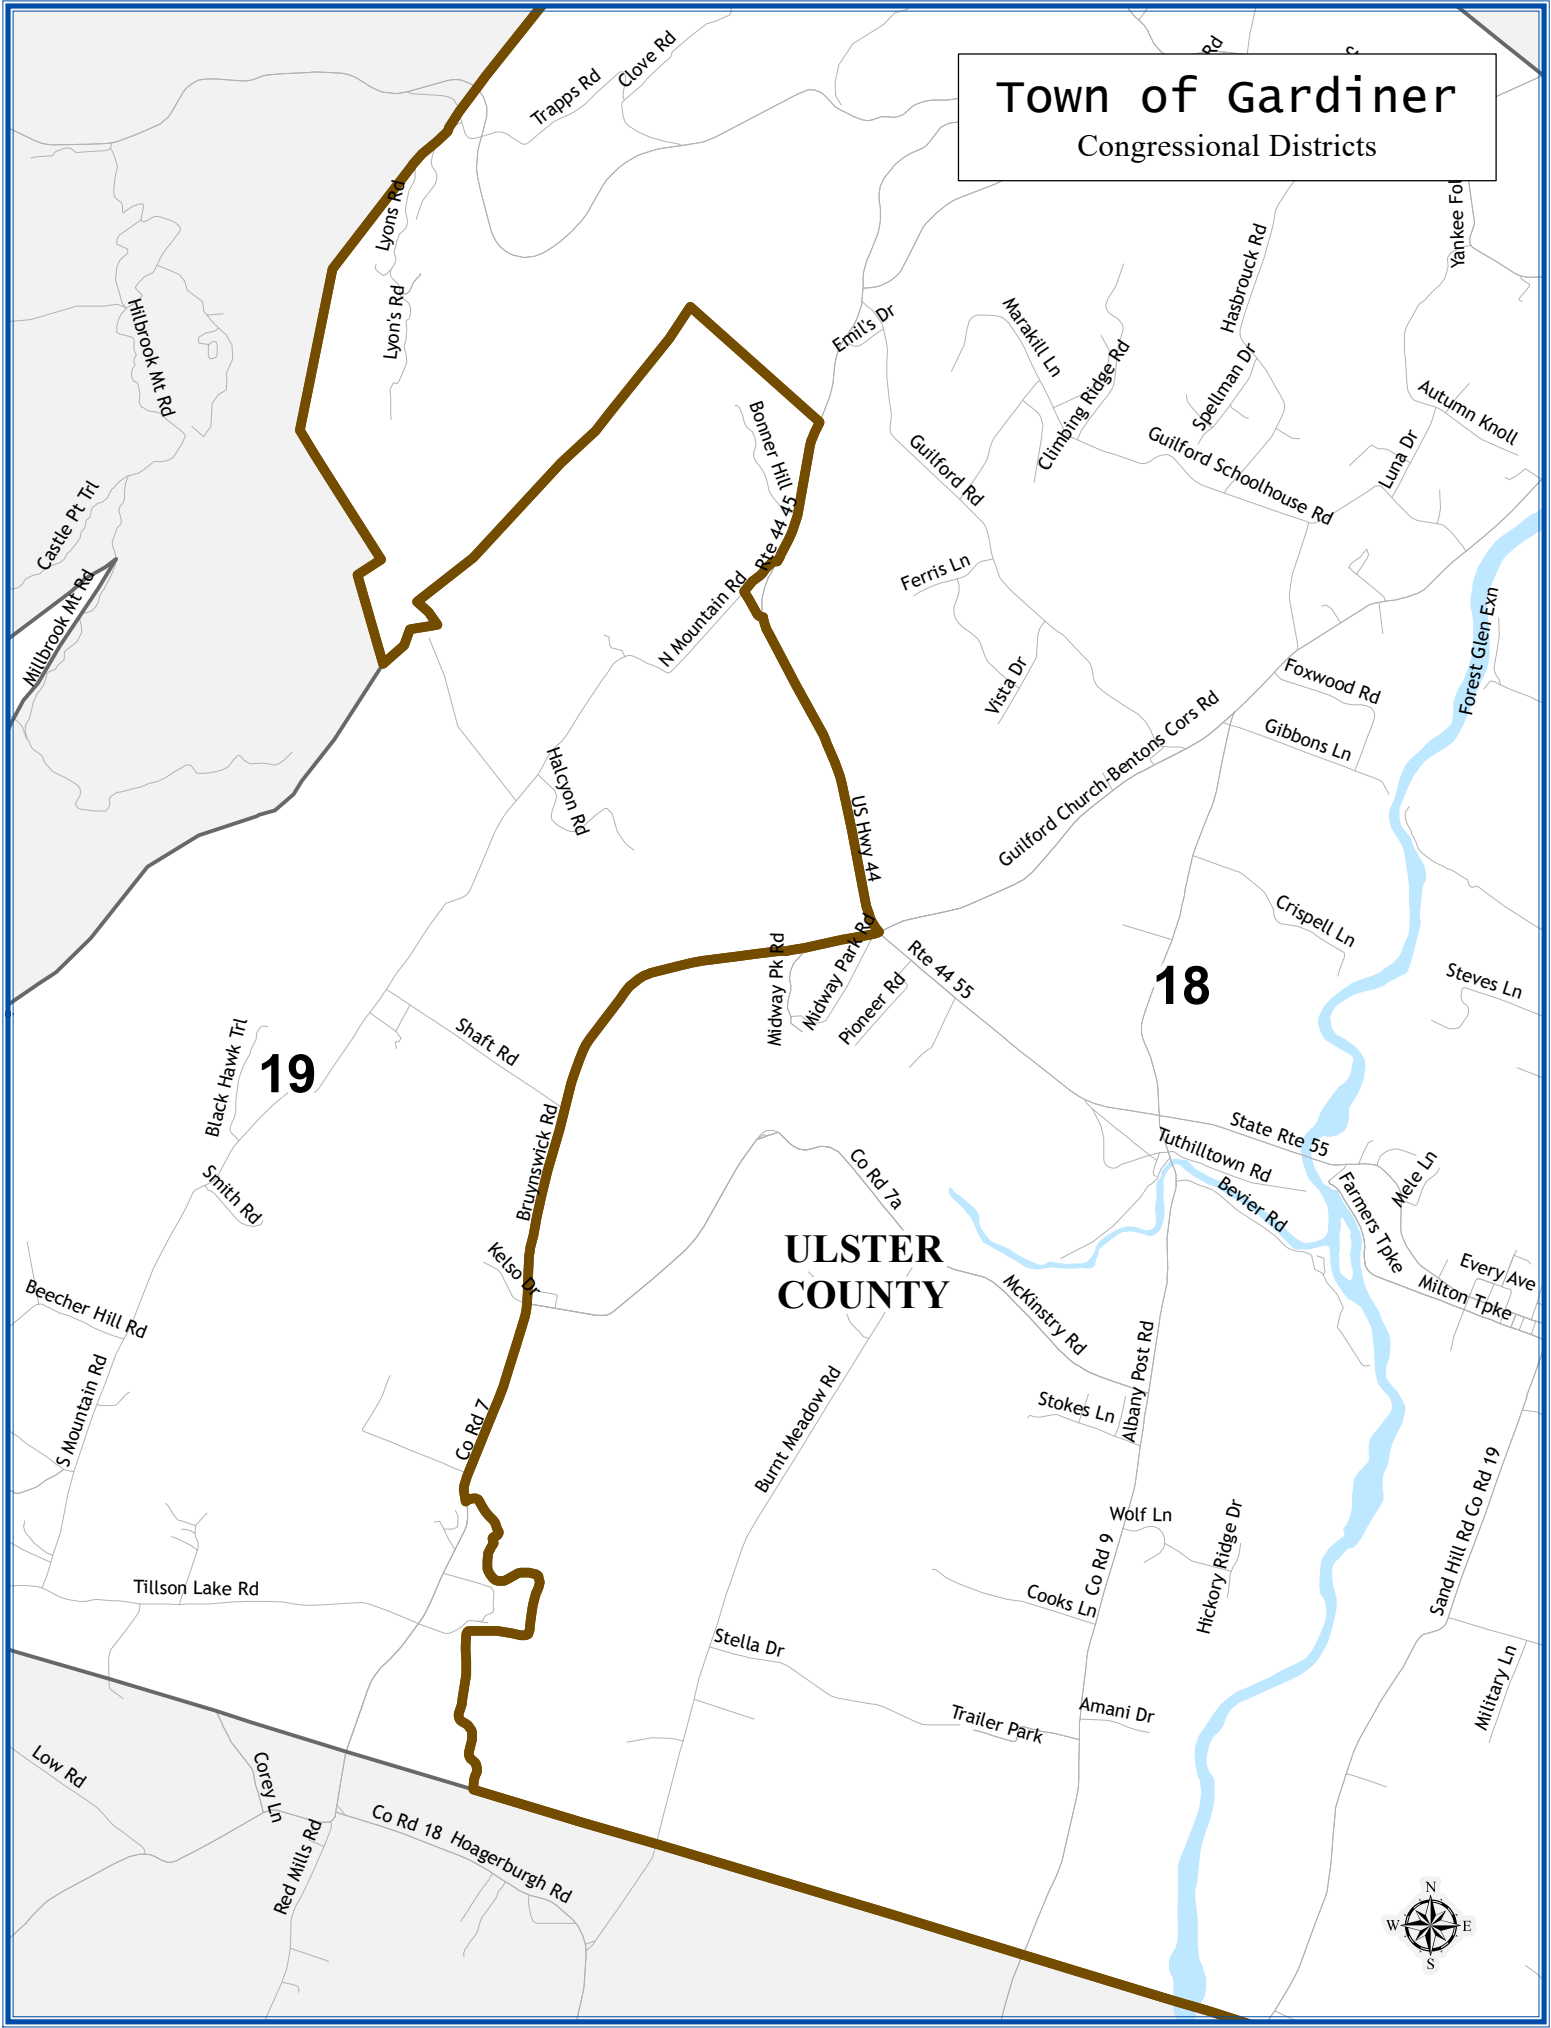 Clove Rd
Trapps Rd
Rd
Town of Gardiner
Congressional Districts
Lyons Rd
Yankee
Hasbrouck Rd
Lyon's Rd
Hilbrook Mt Rd
Emil's Dr
Marakill Ln
Climbing Ridge Rd
Spellman Dr
Autumn Knoll
Bonner Hill
Guilford Rd
Guilford Schoolhouse Rd
Luna Dr
Castle Pt Trl
Rte 44 45
Ferris Ln
Millbrook Mt Rd
N Mountain Rd
Forest Glen Exn
Vista Dr
Foxwood Rd
Gibbons Ln
Guilford Church-Bentons Cors Rd
Halcyon Rd
US Hwy 44
Crispell Ln
Midway Pk Rd
Midway Park Rd
Pioneer Rd
Rte 44 55
18
Steves Ln
Shaft Rd
19
Black Hawk Trl
Bruynswick Rd
State Rte 55
Tuthilltown Rd
Bevier Rd
Mele Ln
Farmers Tpke
Smith Rd
Co Rd 7a
ULSTER
COUNTY
Kelso Dr
McKinstry Rd
Every Ave
Milton Tpke
Beecher Hill Rd
S Mountain Rd
Albany Post Rd
Stokes Ln
Burnt Meadow Rd
Co Rd 7
Sand Hill Rd Co Rd 19
Wolf Ln
Hickory Ridge Dr
Co Rd 9
Cooks Ln
Tillson Lake Rd
Stella Dr
Military Ln
Trailer Park
Amani Dr
Low Rd
Corey Ln
Co Rd 18 Hoagerburgh Rd
Red Mills Rd
N
W
E
S